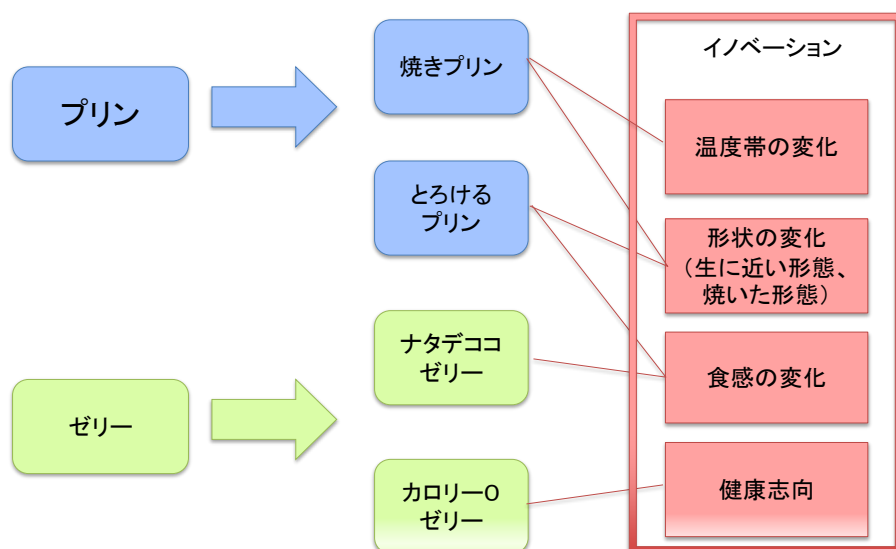 プリン
焼きプリン
とろける
プリン
ゼリー
ナタデココ
ゼリー
カロリー0
ゼリー
イノベーション
温度帯の変化
形状の変化
（生に近い形態、
焼いた形態）
食感の変化
健康志向